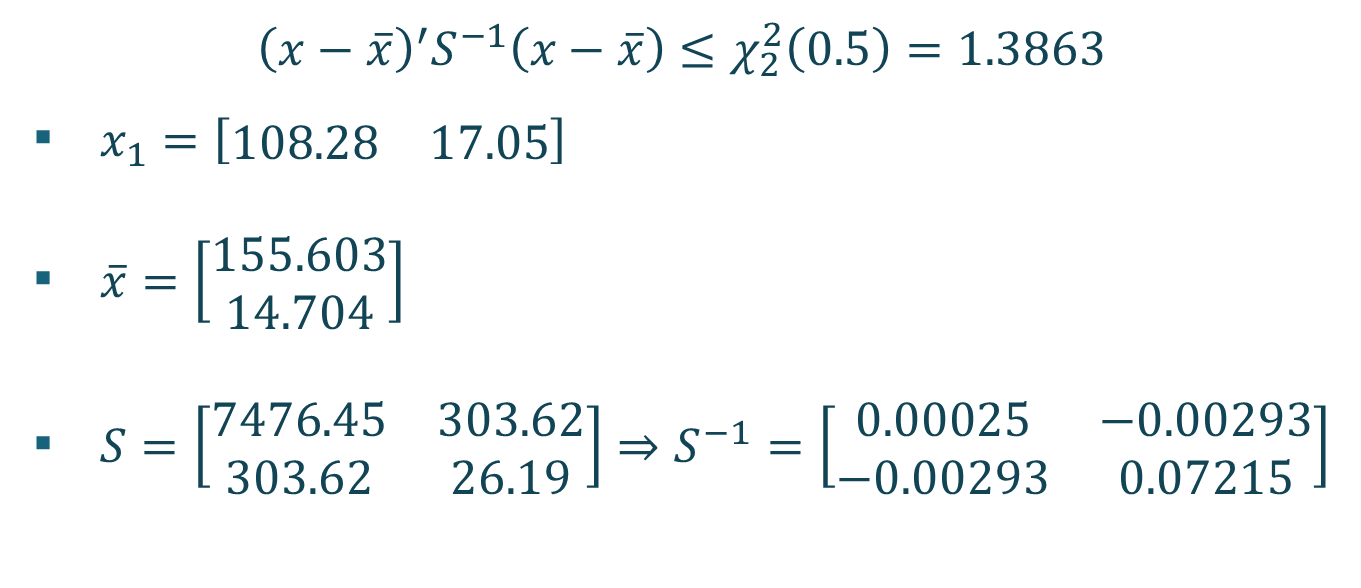 (x − x̄)′S⁻¹(x − x̄) ≤ χ₂²(0.5) = 1.3863
▪ x₁ = [108.28 17.05]
▪ x̄ = [155.603
14.704]
▪ S = [7476.45 303.62
303.62 26.19] ⇒ S⁻¹ = [0.00025 −0.00293
−0.00293 0.07215]